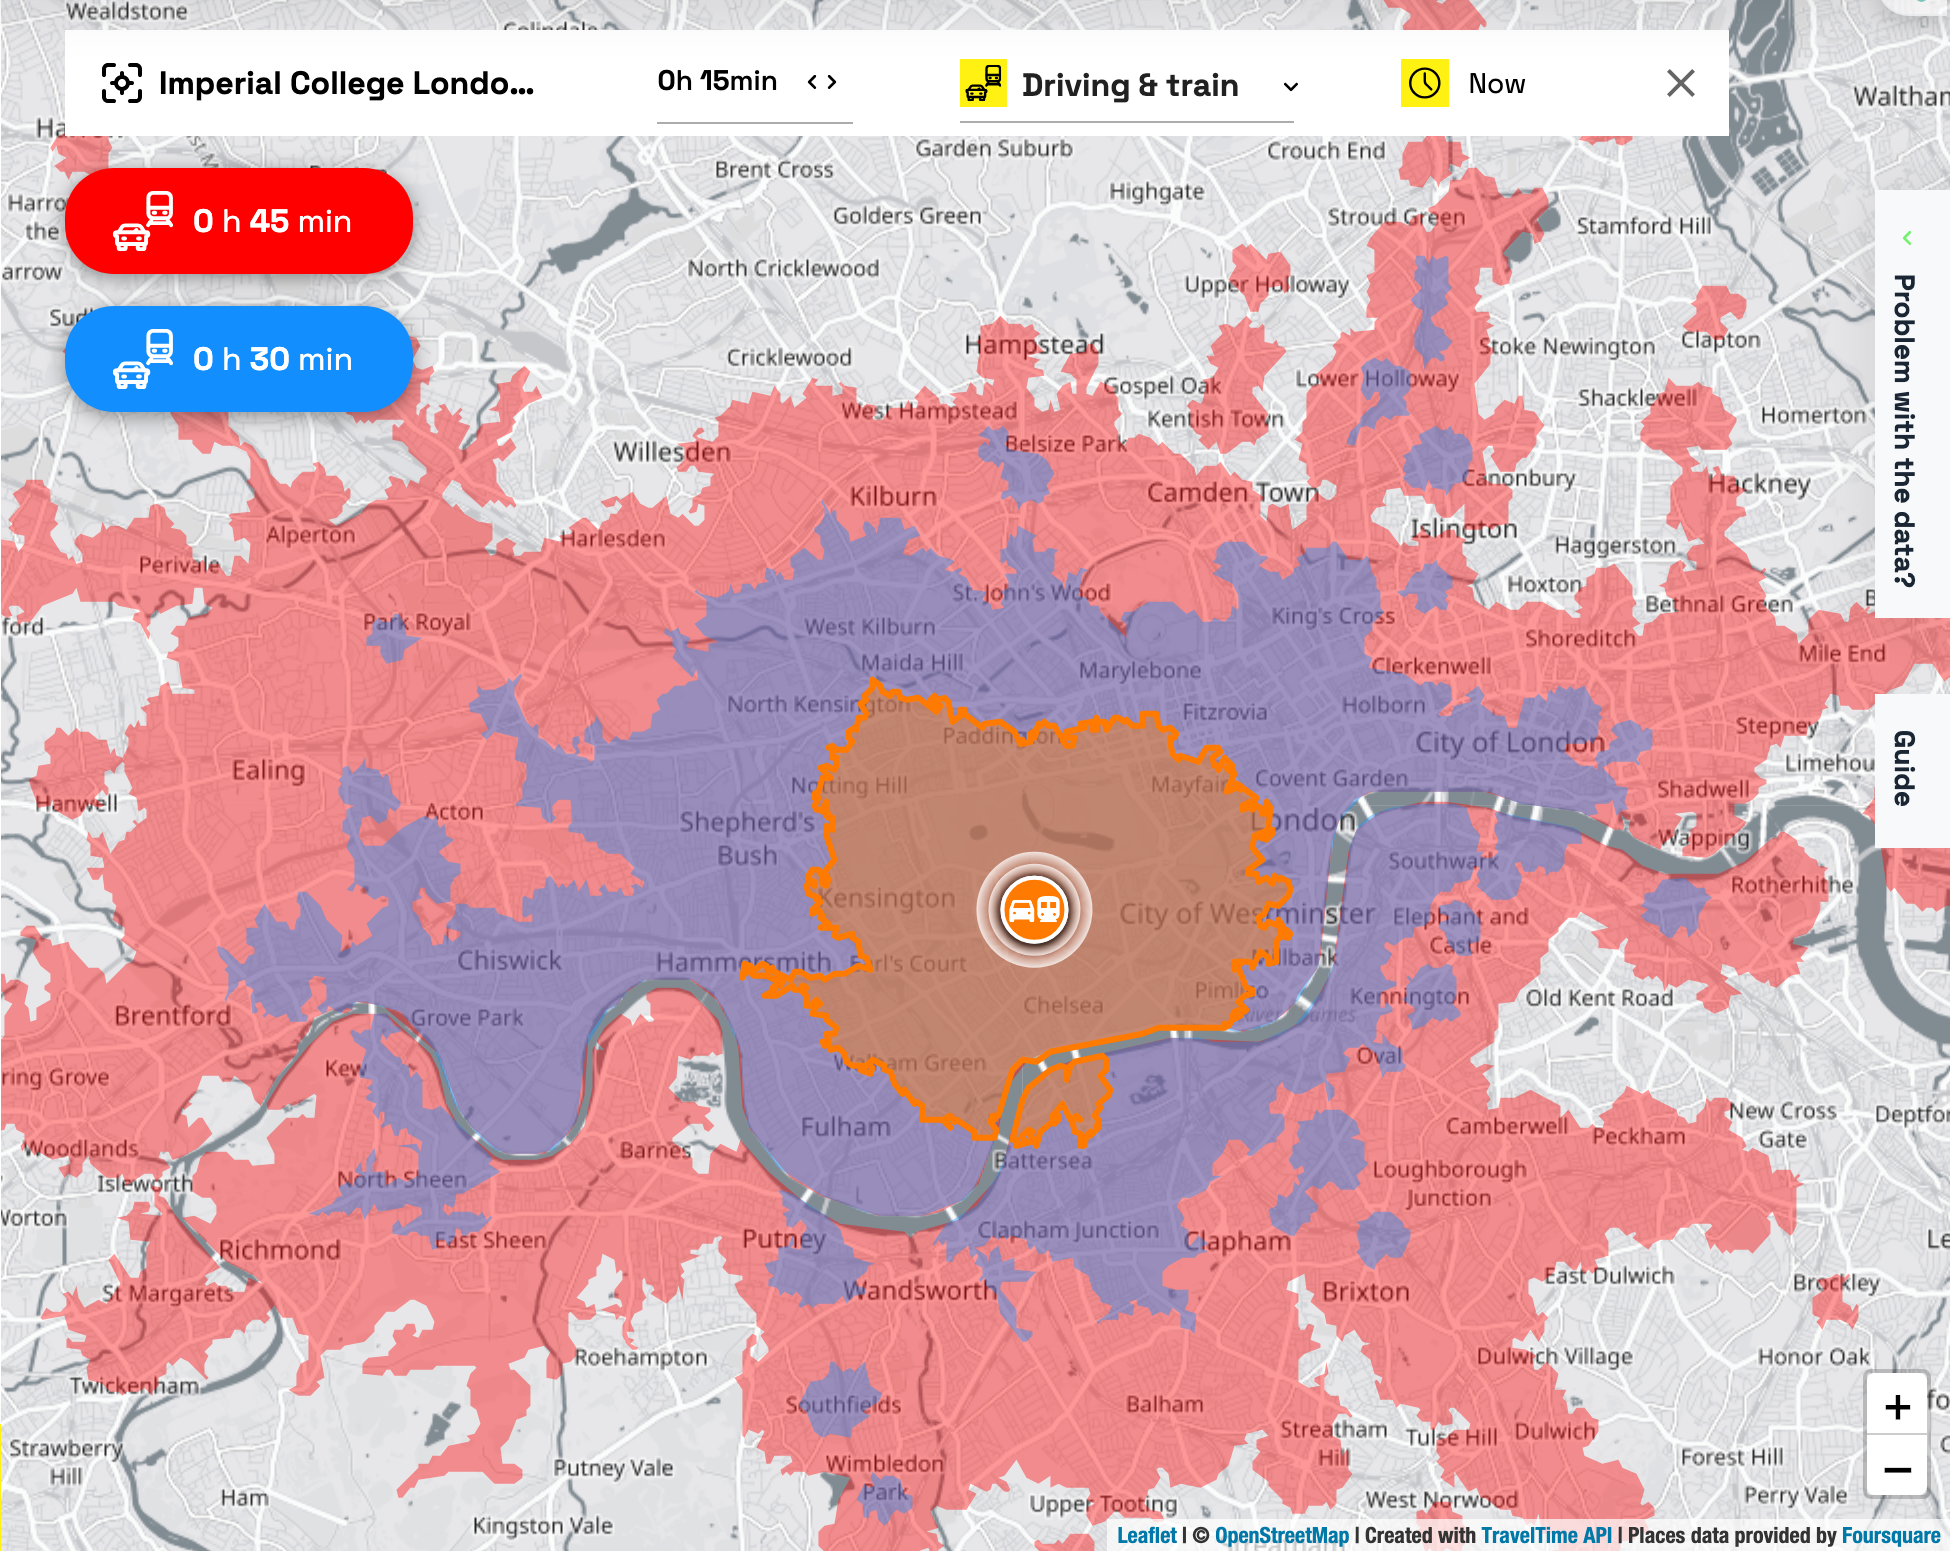 Wealdstone
Imperial College Londo...
0h 15min
Driving & train
Now
Waltham
Garden Suburb
Crouch End
Brent Cross
Highgate
Harro
the
arrow
Golders Green
Stroud Green
Stamford Hill
0 h 45 min
North Cricklewood
Upper Holloway
Problem with the data?
0 h 30 min
Cricklewood
Hampstead
Stoke Newington
Clapton
Gospel Oak
Lower Holloway
Shacklewell
West Hampstead
Kentish Town
Homerton
Willesden
Belsize Park
Kilburn
Camden Town
Canonbury
Hackney
Alperton
Harlesden
Islington
Haggerston
Perivale
St. John's Wood
Hoxton
Bethnal Green
ford
Park Royal
West Kilburn
King's Cross
Shoreditch
Mile End
Maida Hill
Marylebone
Clerkenwell
North Kensington
Fitzrovia
Holborn
Stepney
Paddington
City of London
Guide
Ealing
Notting Hill
Mayfair
Covent Garden
Limehou
Shadwell
Hanwell
Acton
Shepherd's
Bush
London
Wapping
Southwark
Rotherhithe
Kensington
City of Westminster
Elephant and
Castle
Chiswick
Hammersmith
Earl's Court
Millbank
Pimlico
Kennington
Old Kent Road
Brentford
Grove Park
Chelsea
River Thames
Kew
Walham Green
Oval
ring Grove
New Cross
Gate
Deptfor
Fulham
Camberwell
Peckham
Woodlands
Barnes
Battersea
Loughborough
Junction
Isleworth
North Sheen
Worton
East Sheen
Putney
Clapham Junction
Clapham
Richmond
Wandsworth
Brixton
East Dulwich
Brockley
St Margarets
Roehampton
Dulwich Village
Honor Oak
Twickenham
Southfields
Balham
Streatham
Hill
Tulse Hill
Dulwich
+
Strawberry
Hill
Putney Vale
Wimbledon
Park
Forest Hill
−
Ham
Kingston Vale
Upper Tooting
West Norwood
Perry Vale
Leaflet | © OpenStreetMap | Created with TravelTime API | Places data provided by Foursquare